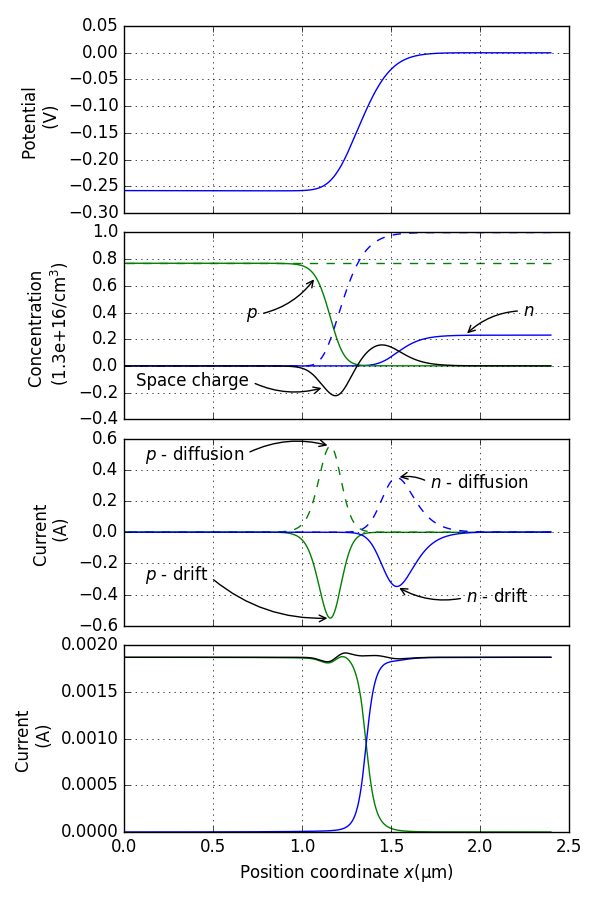 0.05
0.00
−0.05
−0.10
−0.15
−0.20
−0.25
−0.30
Potential
(V)
1.0
0.8
0.6
0.4
0.2
0.0
−0.2
−0.4
Concentration
(1.3e+16/cm³)
p
n
Space charge
0.6
0.4
0.2
0.0
−0.2
−0.4
−0.6
Current
(A)
p - diffusion
n - diffusion
p - drift
n - drift
0.0020
0.0015
0.0010
0.0005
0.0000
Current
(A)
0.0 0.5 1.0 1.5 2.0 2.5
Position coordinate x(μm)